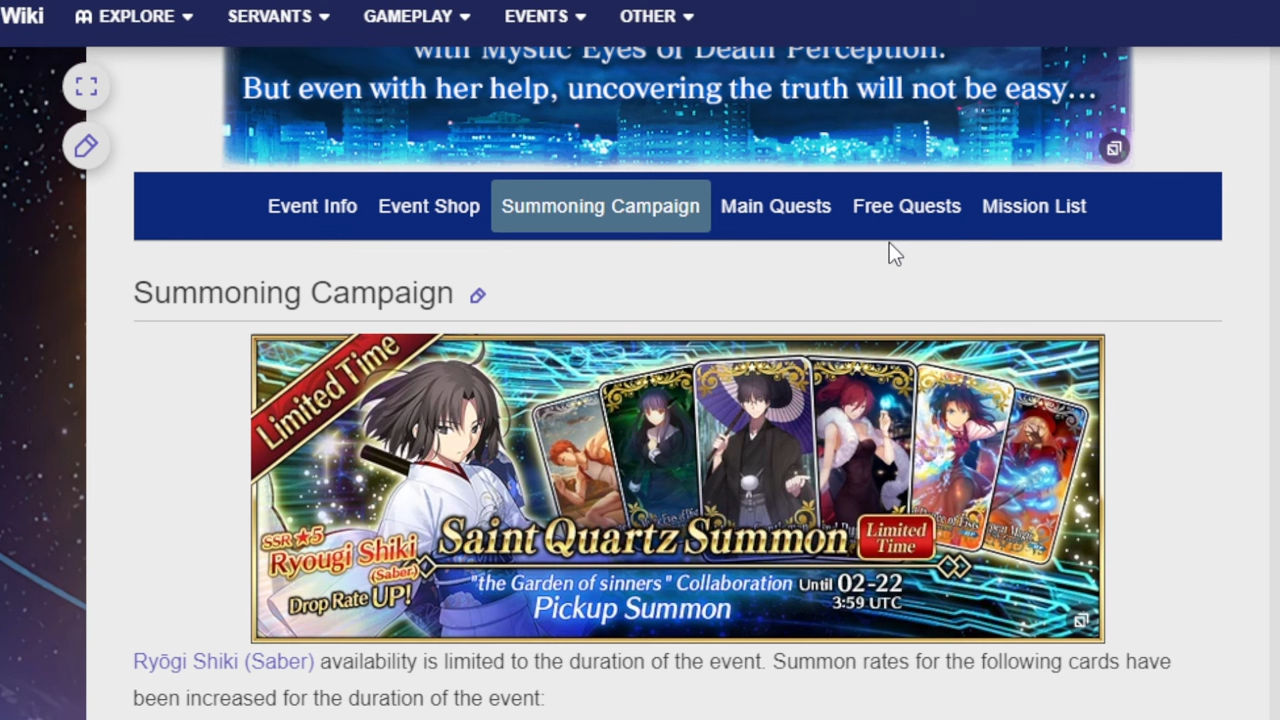 Wiki EXPLORE SERVANTS GAMEPLAY EVENTS OTHER
with Mystic Eyes of Death Perception.
But even with her help, uncovering the truth will not be easy...
Event Info Event Shop Summoning Campaign Main Quests Free Quests Mission List
Summoning Campaign
Limited Time
SSR ★5
Ryougi Shiki
(Saber)
Drop Rate UP!
Saint Quartz Summon
Limited
Time
"the Garden of sinners" Collaboration Until 02-22
Pickup Summon 3:59 UTC
Ryōgi Shiki (Saber) availability is limited to the duration of the event. Summon rates for the following cards have
been increased for the duration of the event: